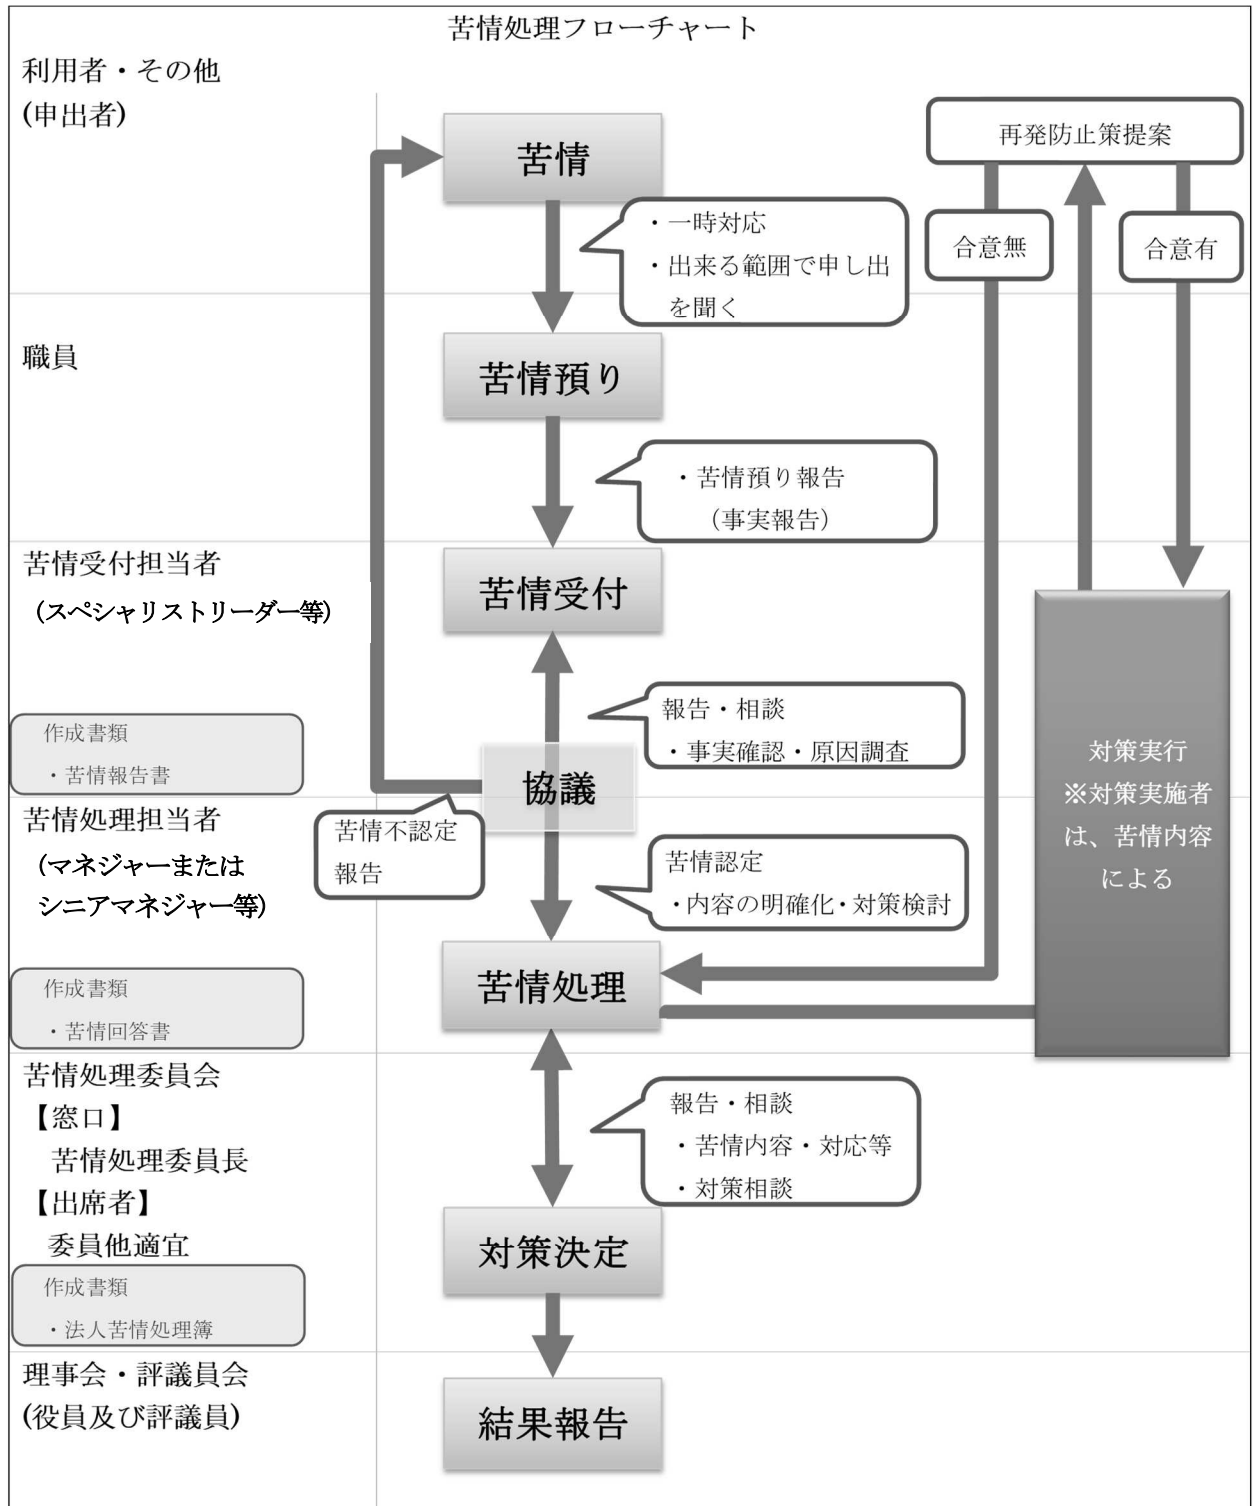 苦情処理フローチャート
利用者・その他
(申出者)
苦情
・一時対応
・出来る範囲で申し出
を聞く
再発防止策提案
合意無
合意有
職員
苦情預り
・苦情預り報告
（事実報告）
苦情受付担当者
（スペシャリストリーダー等）
苦情受付
報告・相談
・事実確認・原因調査
作成書類
・苦情報告書
協議
苦情不認定
報告
苦情処理担当者
（マネジャーまたは
シニアマネジャー等）
苦情認定
・内容の明確化・対策検討
対策実行
※対策実施者
は、苦情内容
による
苦情処理
作成書類
・苦情回答書
苦情処理委員会
【窓口】
苦情処理委員長
【出席者】
委員他適宜
報告・相談
・苦情内容・対応等
・対策相談
対策決定
作成書類
・法人苦情処理簿
理事会・評議員会
(役員及び評議員)
結果報告